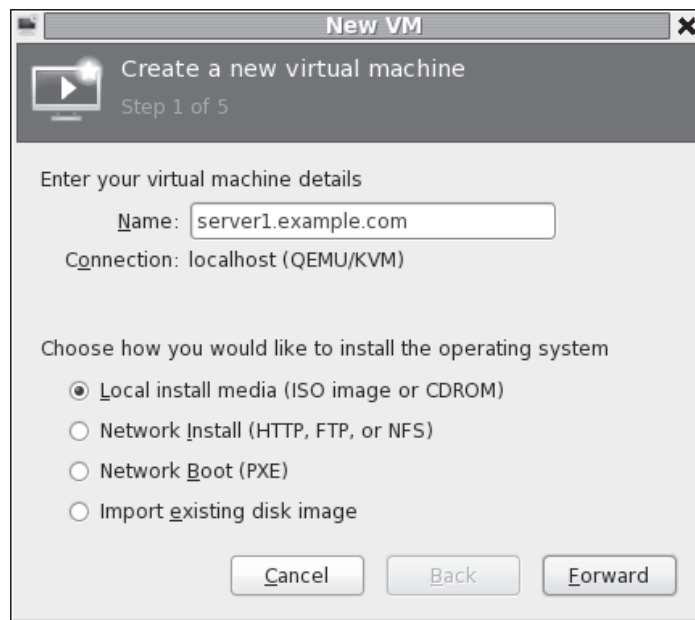 New VM
Create a new virtual machine
Step 1 of 5
Enter your virtual machine details
Name: server1.example.com
Connection: localhost (QEMU/KVM)
Choose how you would like to install the operating system
Local install media (ISO image or CDROM)
Network Install (HTTP, FTP, or NFS)
Network Boot (PXE)
Import existing disk image
Cancel Back Forward